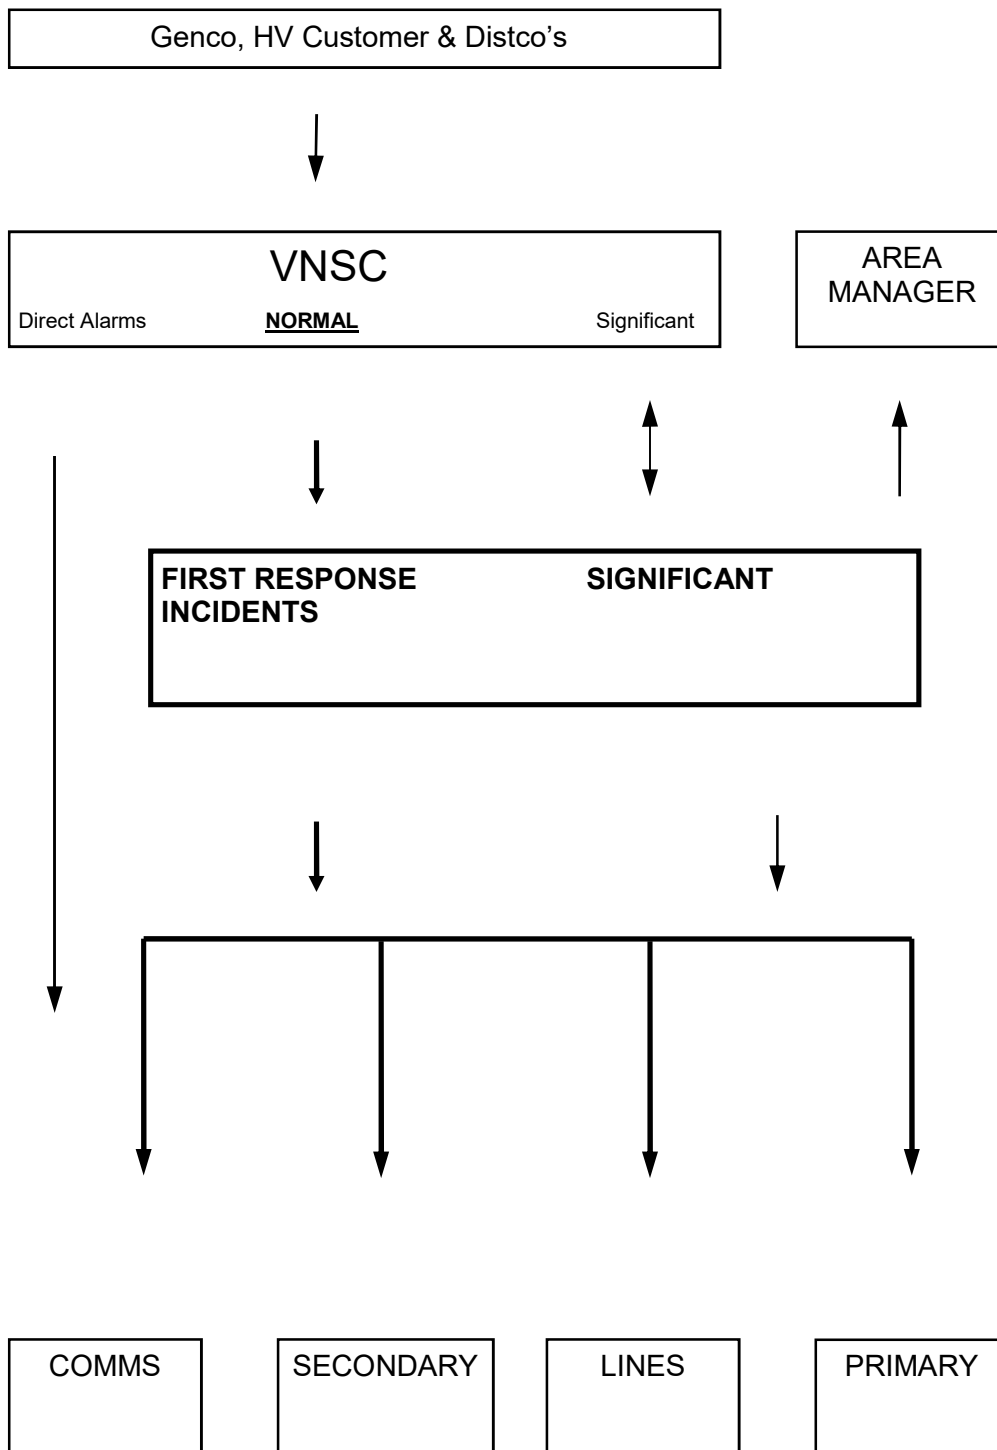 Genco, HV Customer & Distco’s
VNSC
Direct Alarms NORMAL Significant
AREA
MANAGER
FIRST RESPONSE SIGNIFICANT
INCIDENTS
COMMS SECONDARY LINES PRIMARY